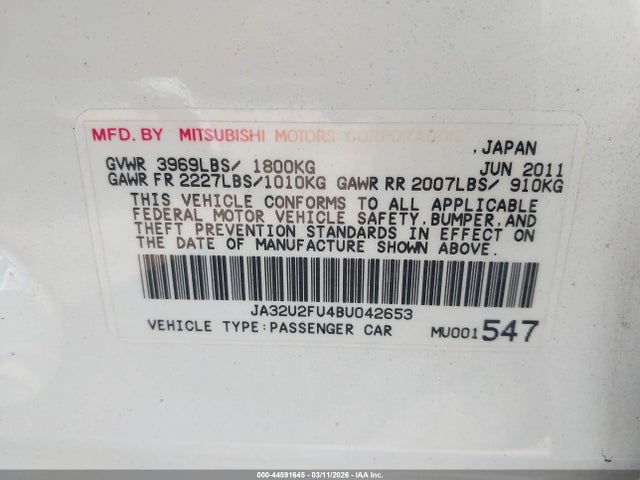 MFD. BY MITSUBISHI MOTORS CORPORATION
, JAPAN
GVWR 3969LBS/ 1800KG JUN 2011
GAWR FR 2227LBS/1010KG GAWR RR 2007LBS/ 910KG
THIS VEHICLE CONFORMS TO ALL APPLICABLE
FEDERAL MOTOR VEHICLE SAFETY, BUMPER, AND
THEFT PREVENTION STANDARDS IN EFFECT ON
THE DATE OF MANUFACTURE SHOWN ABOVE.
JA32U2FU4BU042653
VEHICLE TYPE:PASSENGER CAR MU001547
000-44591645 | 03/11/2026 - COPART.CA